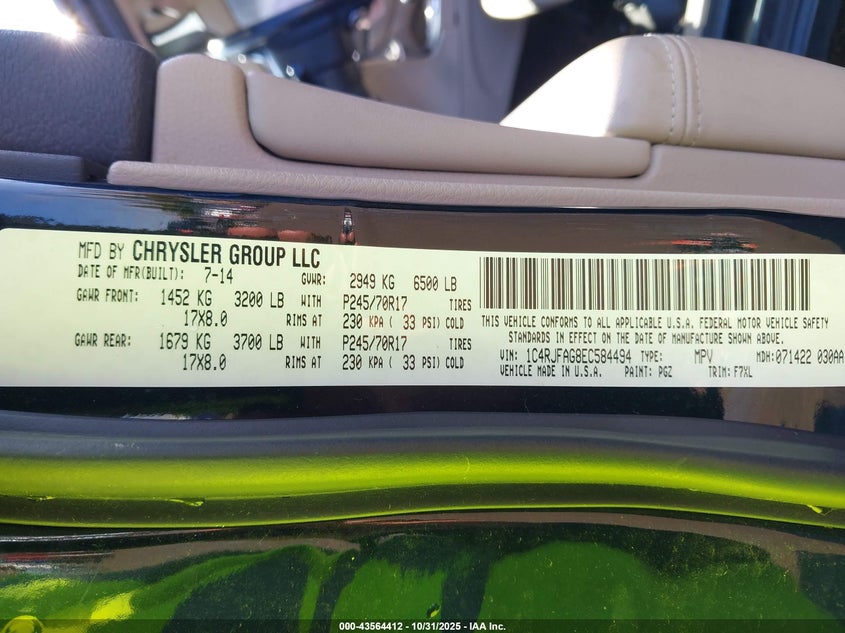 MFD BY CHRYSLER GROUP LLC
DATE OF MFR(BUILT): 7-14 GVWR: 2949 KG 6500 LB
GAWR FRONT: 1452 KG 3200 LB WITH P245/70R17 TIRES
17X8.0 RIMS AT 230 KPA ( 33 PSI) COLD
GAWR REAR: 1679 KG 3700 LB WITH P245/70R17 TIRES
17X8.0 RIMS AT 230 KPA ( 33 PSI) COLD
THIS VEHICLE CONFORMS TO ALL APPLICABLE U.S.A. FEDERAL MOTOR VEHICLE SAFETY
STANDARDS IN EFFECT ON THE DATE OF MANUFACTURE SHOWN ABOVE.
VIN: 1C4RJFAG8EC584494 TYPE: MPV MDH:071422 030AA
VEHICLE MADE IN U.S.A. PAINT: PGZ TRIM: F7XL
000-43564412 - 10/31/2025 - IAA Inc.